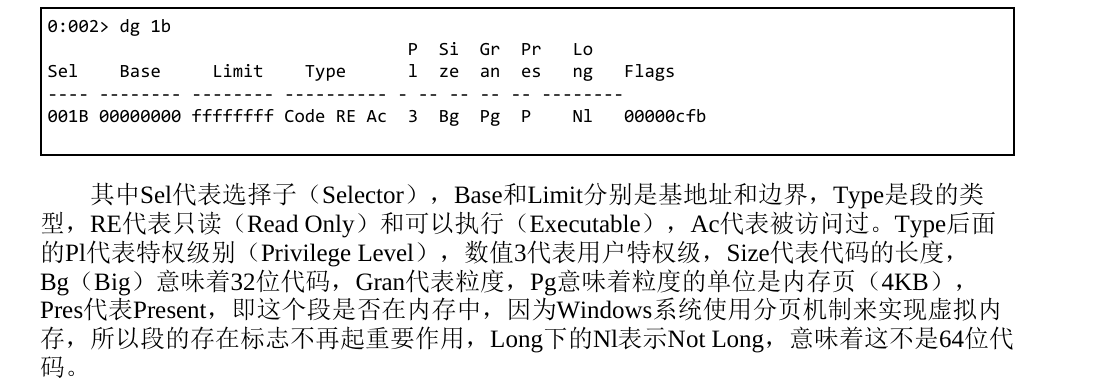 0:002> dg 1b
P Si Gr Pr Lo
Sel Base Limit Type l ze an es ng Flags
---- -------- -------- ---------- - -- -- -- -- --------
001B 00000000 ffffffff Code RE Ac 3 Bg Pg P Nl 00000cfb
其中Sel代表选择子（Selector），Base和Limit分别是基地址和边界，Type是段的类
型，RE代表只读（Read Only）和可以执行（Executable），Ac代表被访问过。Type后面
的Pl代表特权级别（Privilege Level），数值3代表用户特权级，Size代表代码的长度，
Bg（Big）意味着32位代码，Gran代表粒度，Pg意味着粒度的单位是内存页（4KB），
Pres代表Present，即这个段是否在内存中，因为Windows系统使用分页机制来实现虚拟内
存，所以段的存在标志不再起重要作用，Long下的Nl表示Not Long，意味着这不是64位代
码。